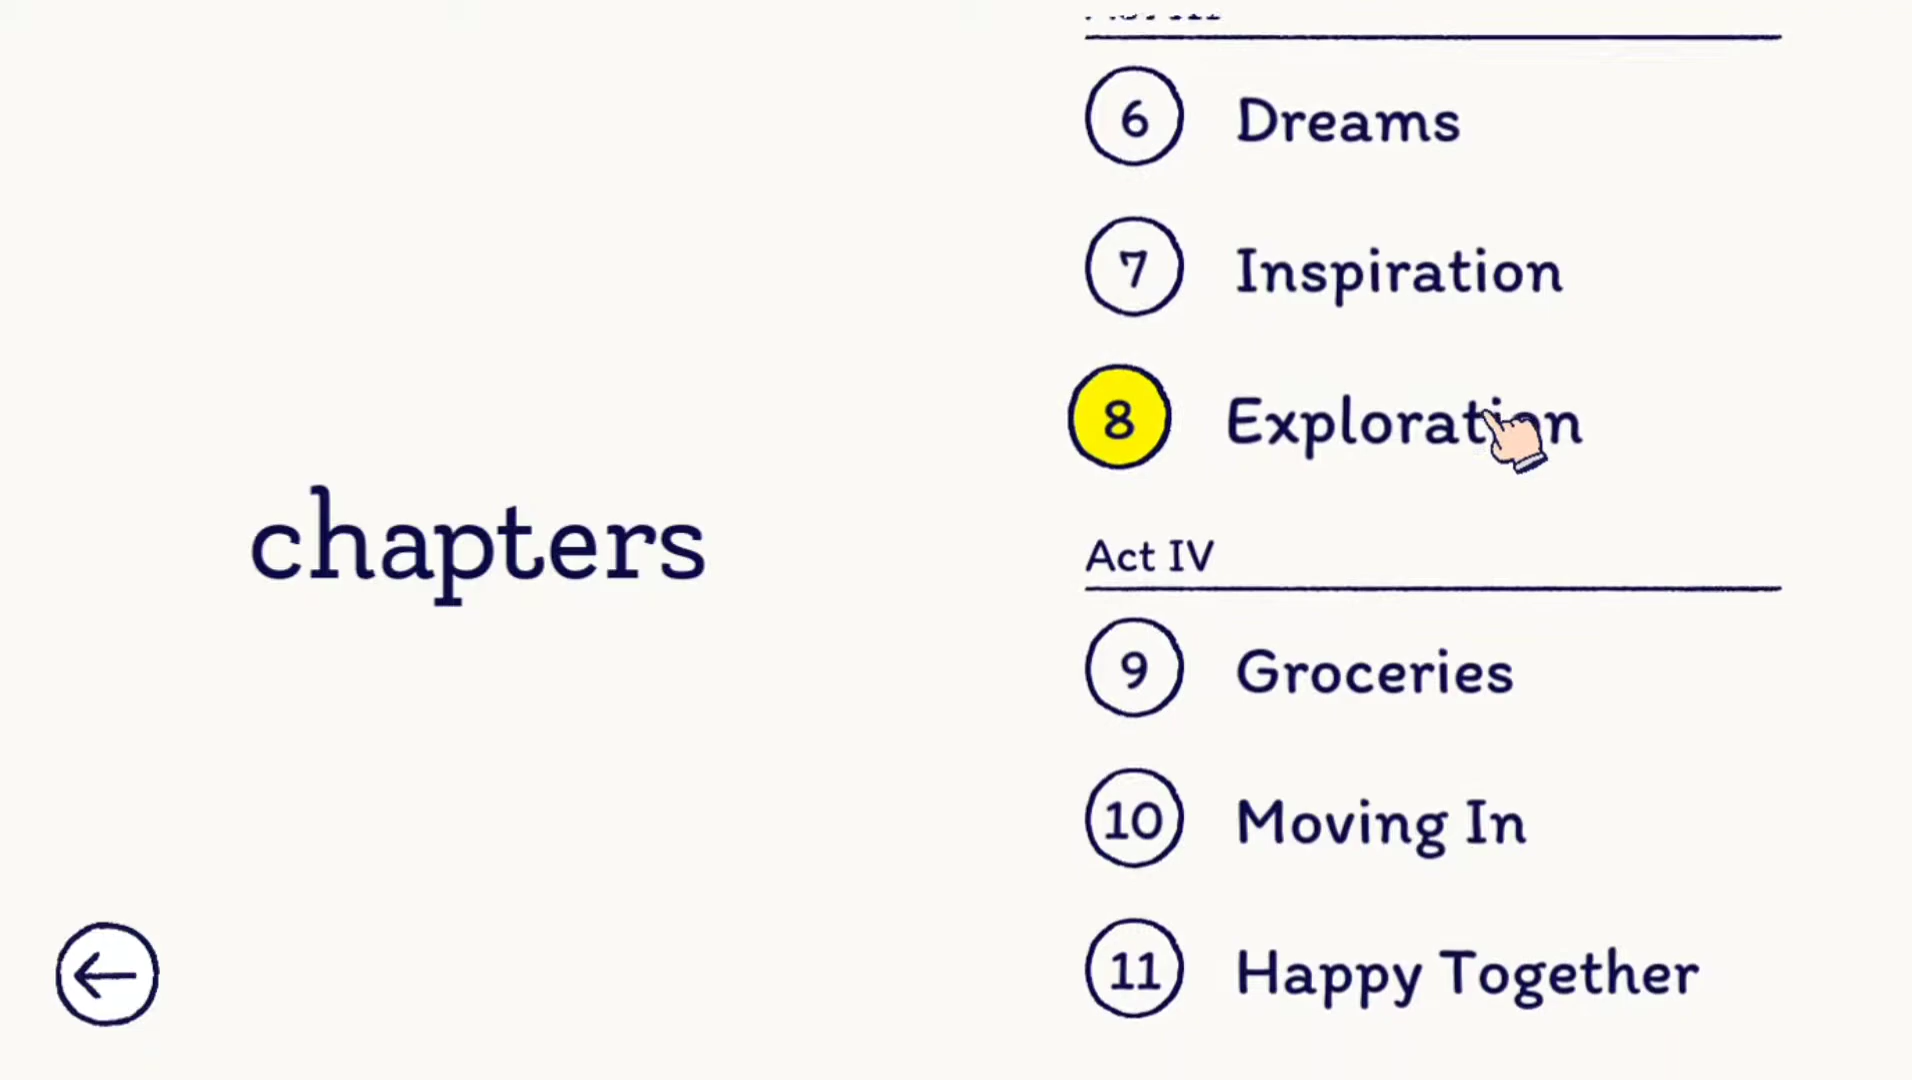 chapters
6 Dreams
7 Inspiration
8 Exploration
Act IV
9 Groceries
10 Moving In
11 Happy Together